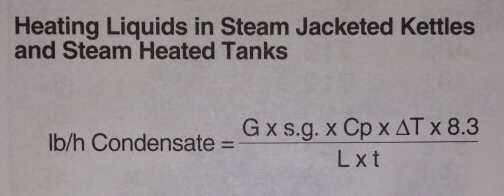 Heating Liquids in Steam Jacketed Kettles
and Steam Heated Tanks
lb/h Condensate = G x s.g. x Cp x ΔT x 8.3
L x t